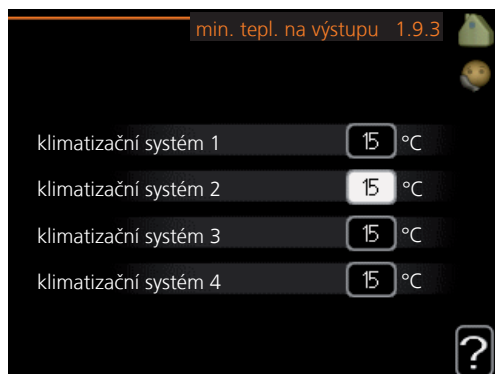 min. tepl. na výstupu 1.9.3
klimatizační systém 1 15 °C
klimatizační systém 2 15 °C
klimatizační systém 3 15 °C
klimatizační systém 4 15 °C
?